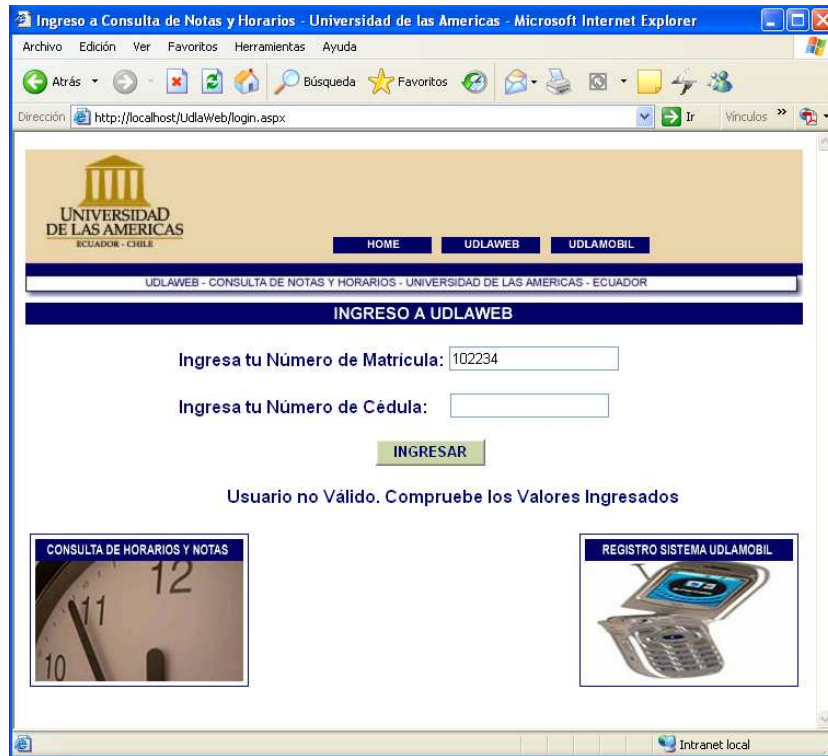 Ingreso a Consulta de Notas y Horarios - Universidad de las Americas - Microsoft Internet Explorer
Archivo Edición Ver Favoritos Herramientas Ayuda
Atrás Búsqueda Favoritos
Dirección http://localhost/UdlaWeb/login.aspx Ir Vínculos »
UNIVERSIDAD
DE LAS AMERICAS
ECUADOR - CHILE
HOME UDLAWEB UDLAMOBIL
UDLAWEB - CONSULTA DE NOTAS Y HORARIOS - UNIVERSIDAD DE LAS AMERICAS - ECUADOR
INGRESO A UDLAWEB
Ingresa tu Número de Matrícula: 102234
Ingresa tu Número de Cédula:
INGRESAR
Usuario no Válido. Compruebe los Valores Ingresados
CONSULTA DE HORARIOS Y NOTAS
12
11
10
REGISTRO SISTEMA UDLAMOBIL
Intranet local